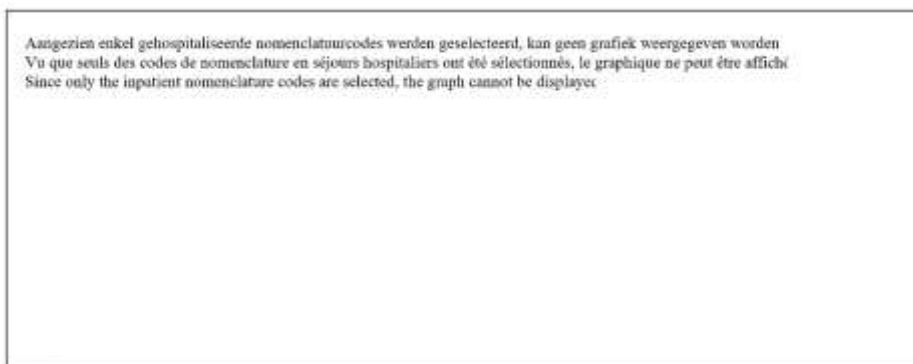 Aangezien enkel gehospitaliseerde nomenclatuurcodes werden geselecteerd, kan geen grafiek weergegeven worden
Vu que seuls des codes de nomenclature en séjours hospitaliers ont été sélectionnés, le graphique ne peut être affiché
Since only the inpatient nomenclature codes are selected, the graph cannot be displayed